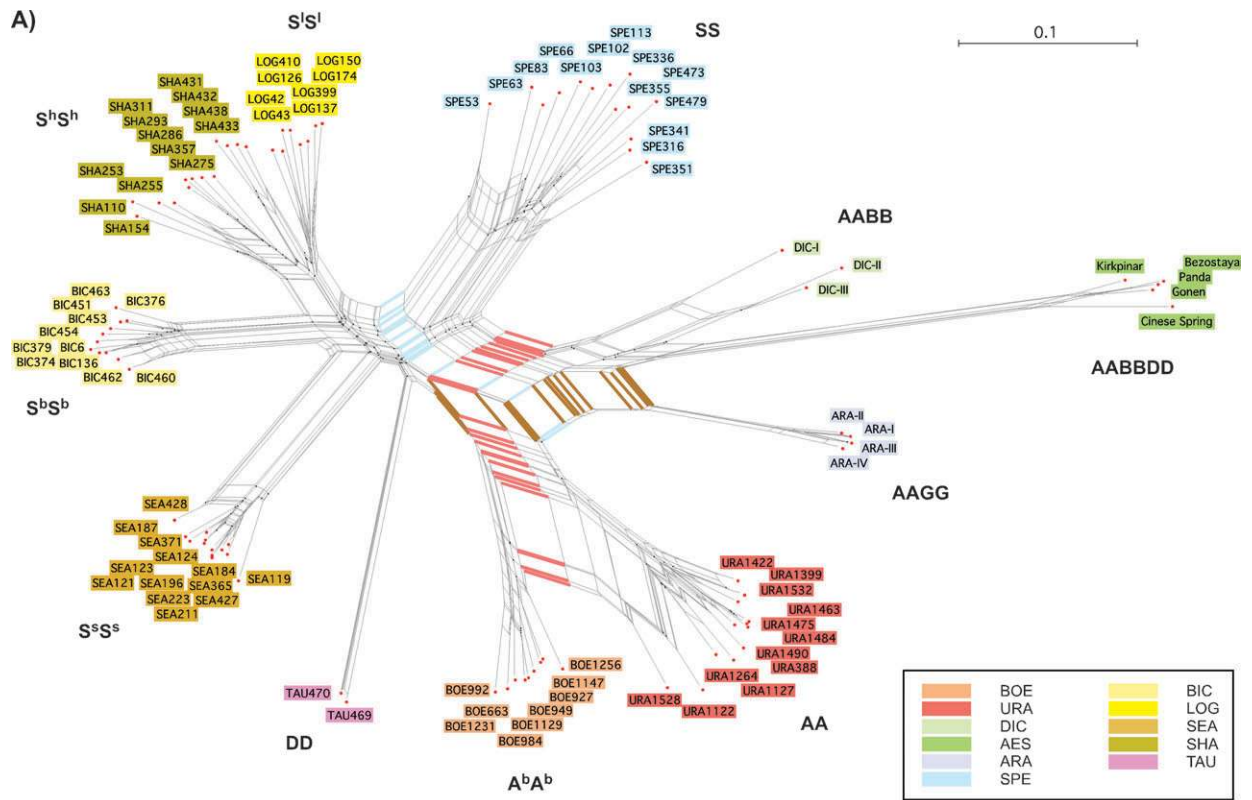 A)
SˡSˡ
LOG410
LOG150
LOG126
LOG174
LOG42
LOG399
LOG43
LOG137
SS
SPE113
SPE66
SPE102
SPE83
SPE103
SPE336
SPE63
SPE473
SPE53
SPE355
SPE479
SPE341
SPE316
SPE351
0.1
SʰSʰ
SHA431
SHA432
SHA311
SHA438
SHA293
SHA433
SHA286
SHA357
SHA275
SHA253
SHA255
SHA110
SHA154
AABB
DIC-I
DIC-II
DIC-III
Kirkpinar
Bezostaya
Panda
Gonen
Cinese Spring
AABBDD
BIC463
BIC376
BIC451
BIC453
BIC454
BIC379
BIC6
BIC374
BIC136
BIC462
BIC460
SᵇSᵇ
ARA-II
ARA-I
ARA-III
ARA-IV
AAGG
SEA428
SEA187
SEA371
SEA124
SEA123
SEA184
SEA119
SEA121
SEA196
SEA365
SEA223
SEA427
SEA211
SˢSˢ
TAU470
TAU469
DD
BOE1256
BOE992
BOE1147
BOE663
BOE927
BOE1231
BOE949
BOE1129
BOE984
AᵇAᵇ
URA1422
URA1399
URA1532
URA1463
URA1475
URA1484
URA1490
URA388
URA1264
URA1127
URA1528
URA1122
AA
BOE BIC
URA LOG
DIC SEA
AES SHA
ARA TAU
SPE